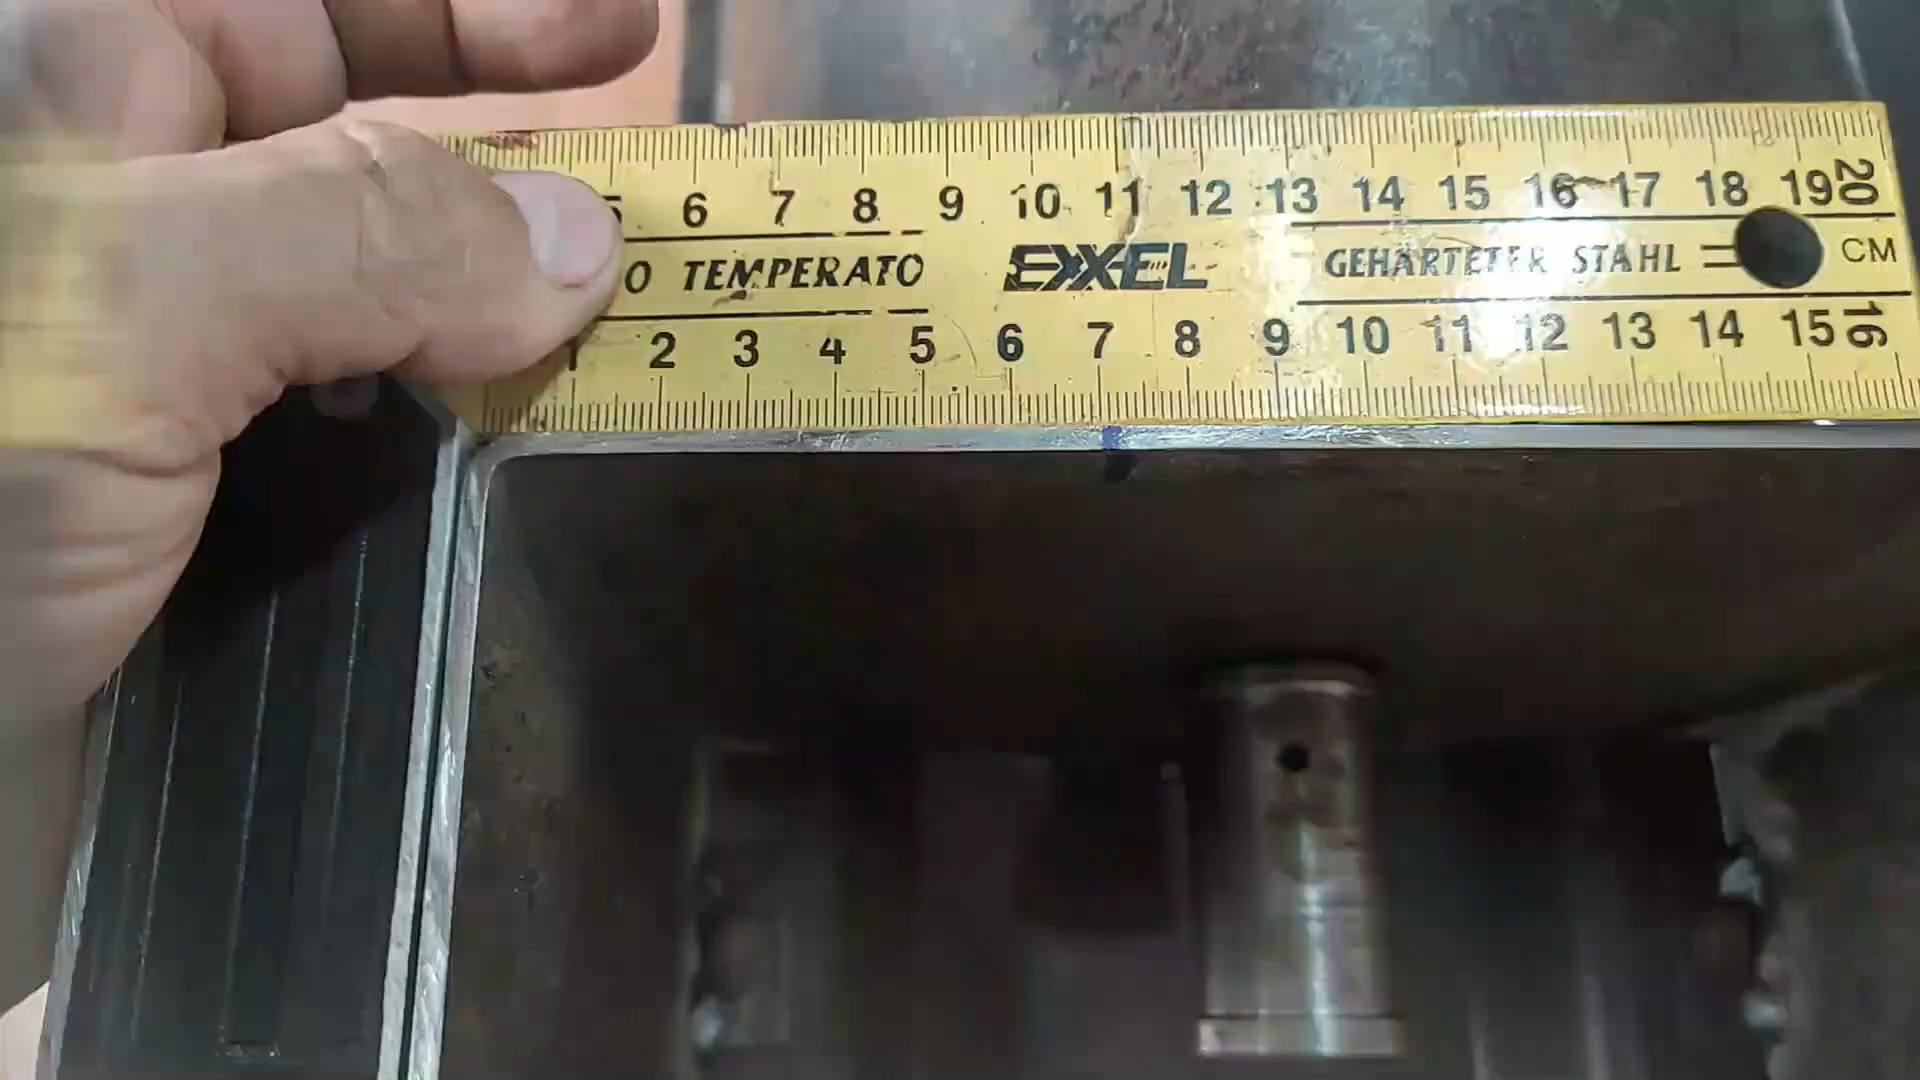 5 6 7 8 9 10 11 12 13 14 15 16 17 18 19 20
O TEMPERATO EXXEL GEHÄRTETER STAHL CM
1 2 3 4 5 6 7 8 9 10 11 12 13 14 15 16